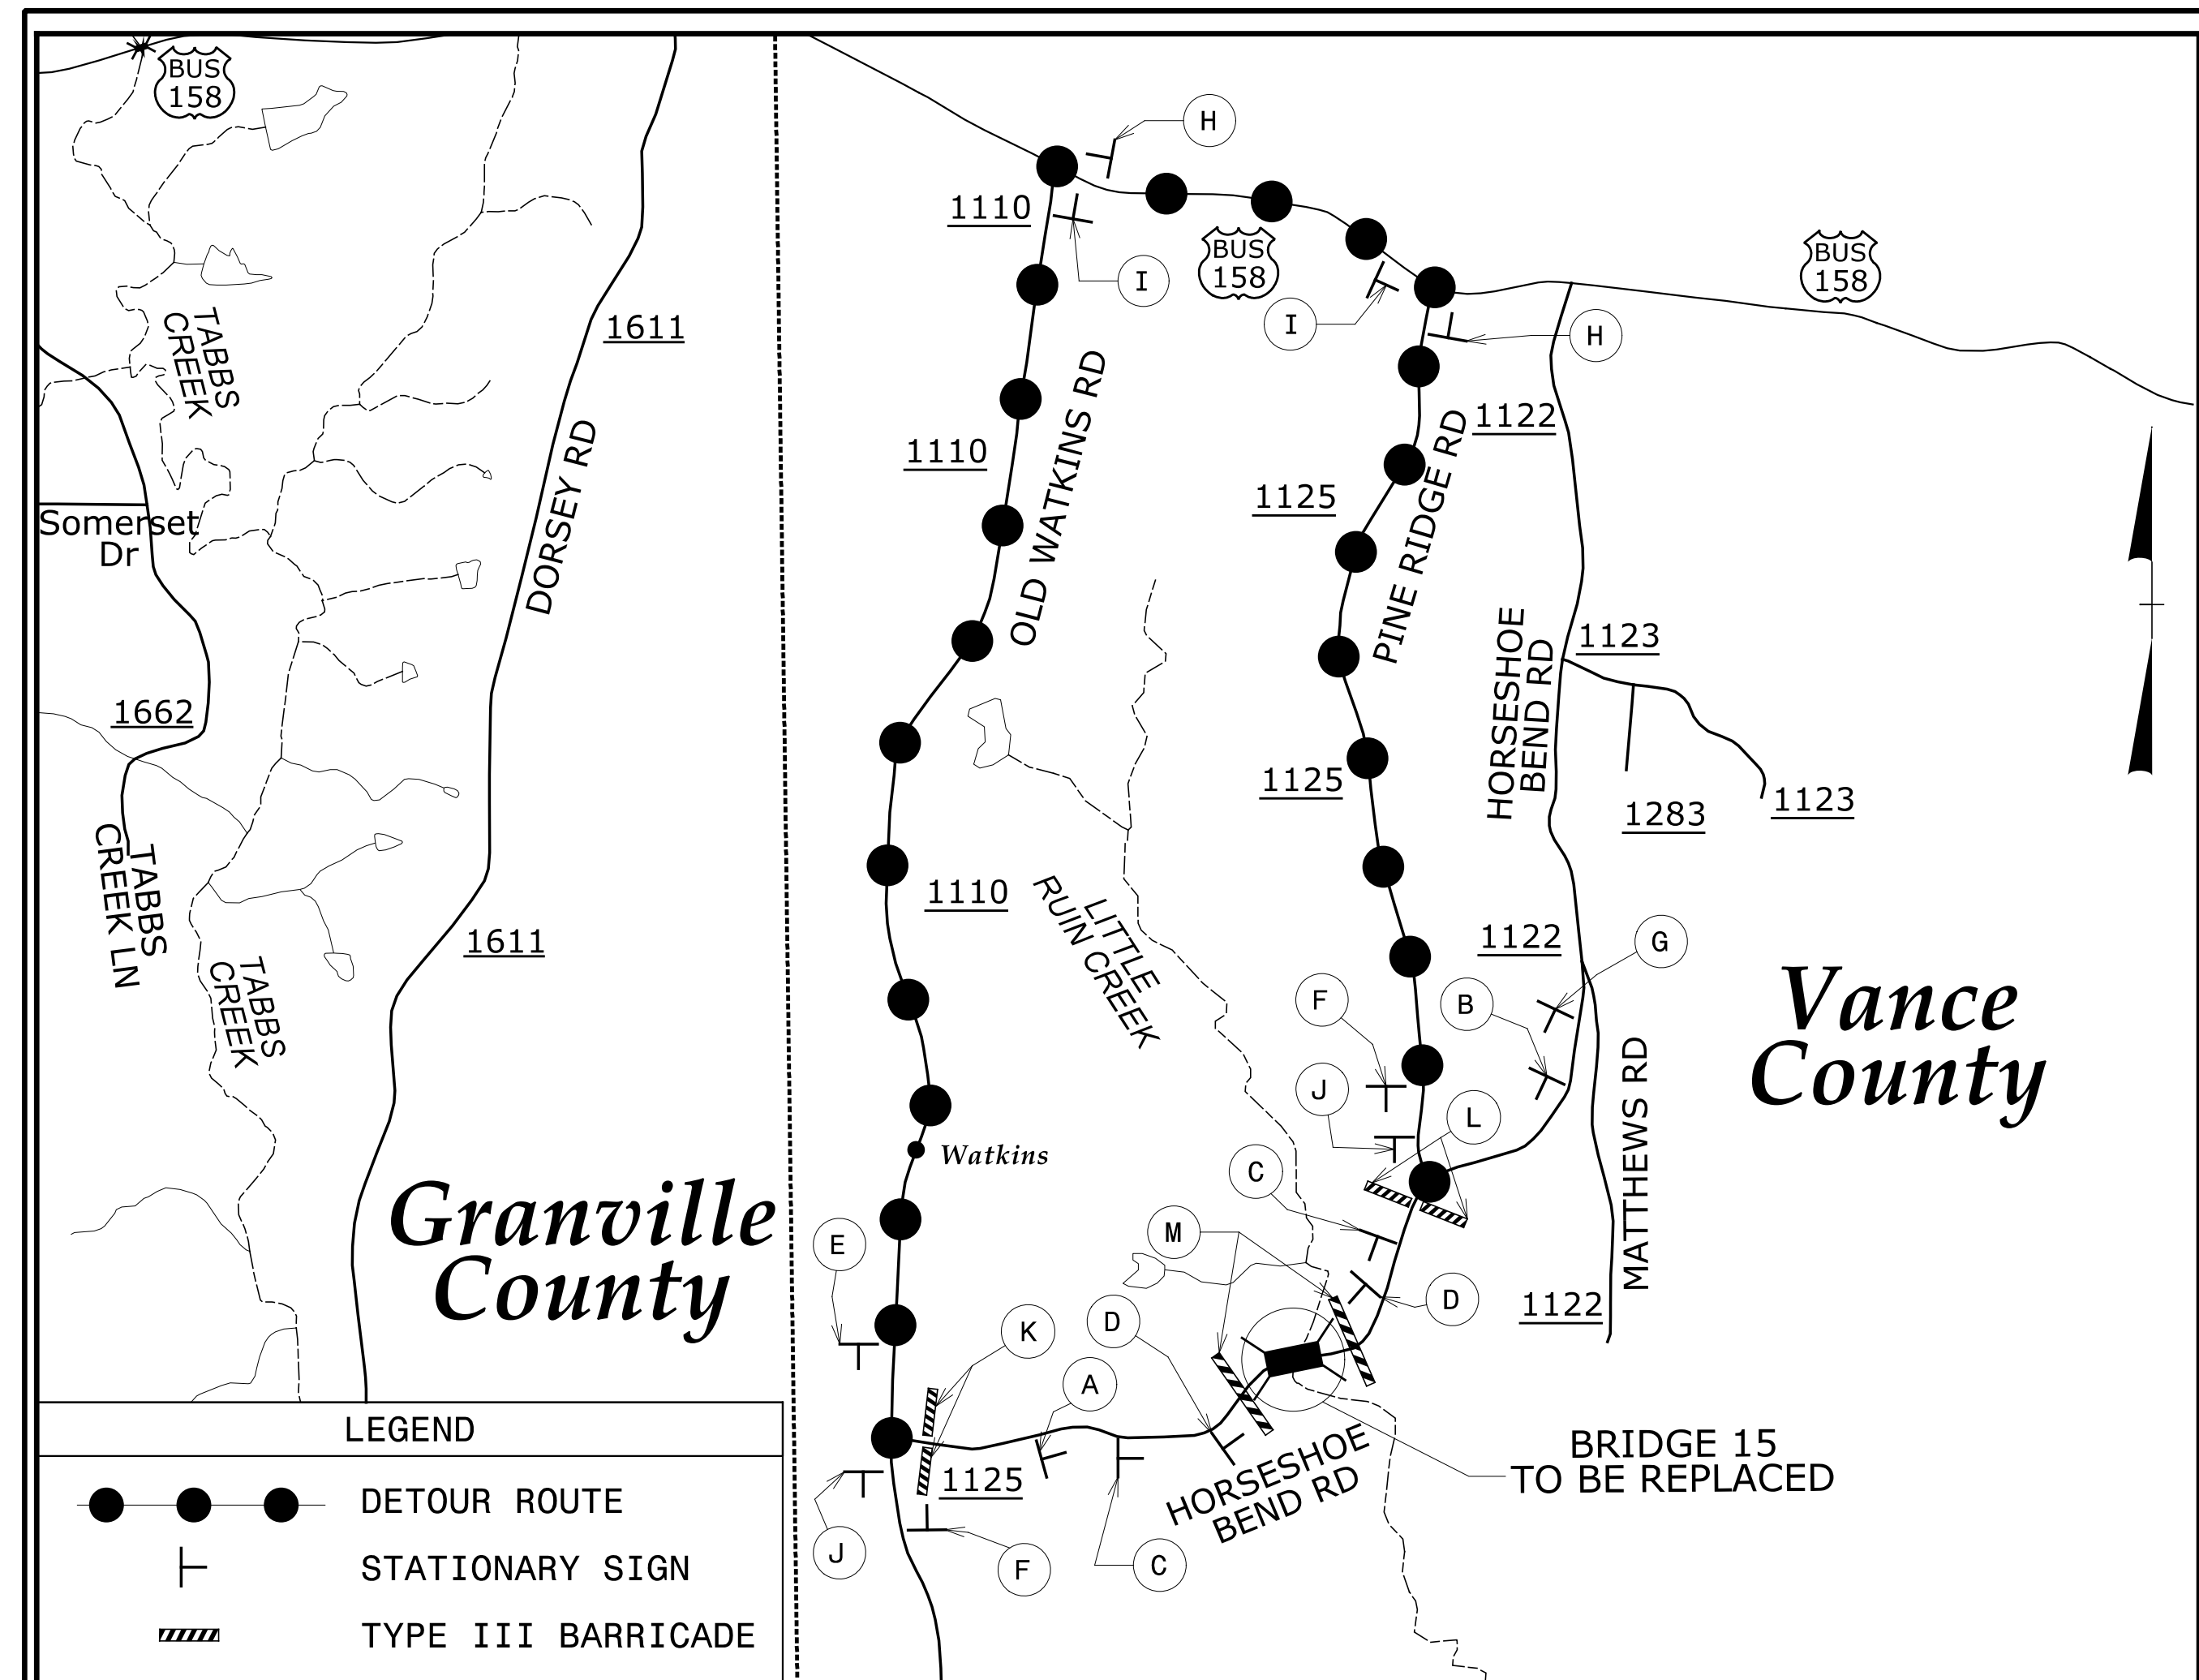 BUS
158
H
1110
BUS
158
BUS
158
I
I
H
TABBS
CREEK
1611
OLD WATKINS RD
PINE RIDGE RD
1122
1110
DORSEY RD
1125
Somerset
Dr
HORSESHOE
BEND RD
1123
1662
1125
1283
1123
TABBS
CREEK LN
1110
LITTLE
RUIN CREEK
1611
TABBS
CREEK
1122
G
F
B
Vance
County
J
L
MATTHEWS RD
Watkins
C
Granville
County
E
M
D
1122
D
K
A
LEGEND
HORSESHOE
BEND RD
BRIDGE 15
TO BE REPLACED
1125
DETOUR ROUTE
J
F
C
STATIONARY SIGN
TYPE III BARRICADE